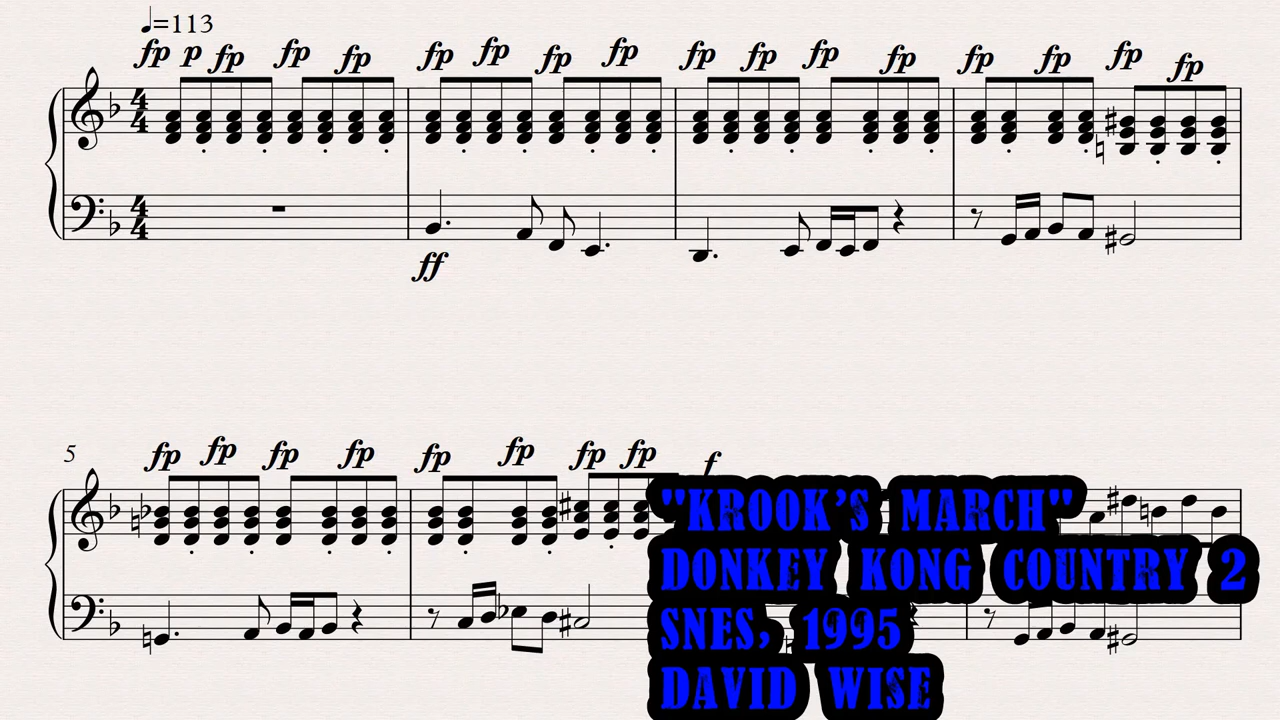 ♩=113
fp p fp fp fp fp fp fp fp fp fp fp fp fp fp fp fp
ff
5
fp fp fp fp fp fp fp fp f
"KROOK'S MARCH"
DONKEY KONG COUNTRY 2
SNES, 1995
DAVID WISE